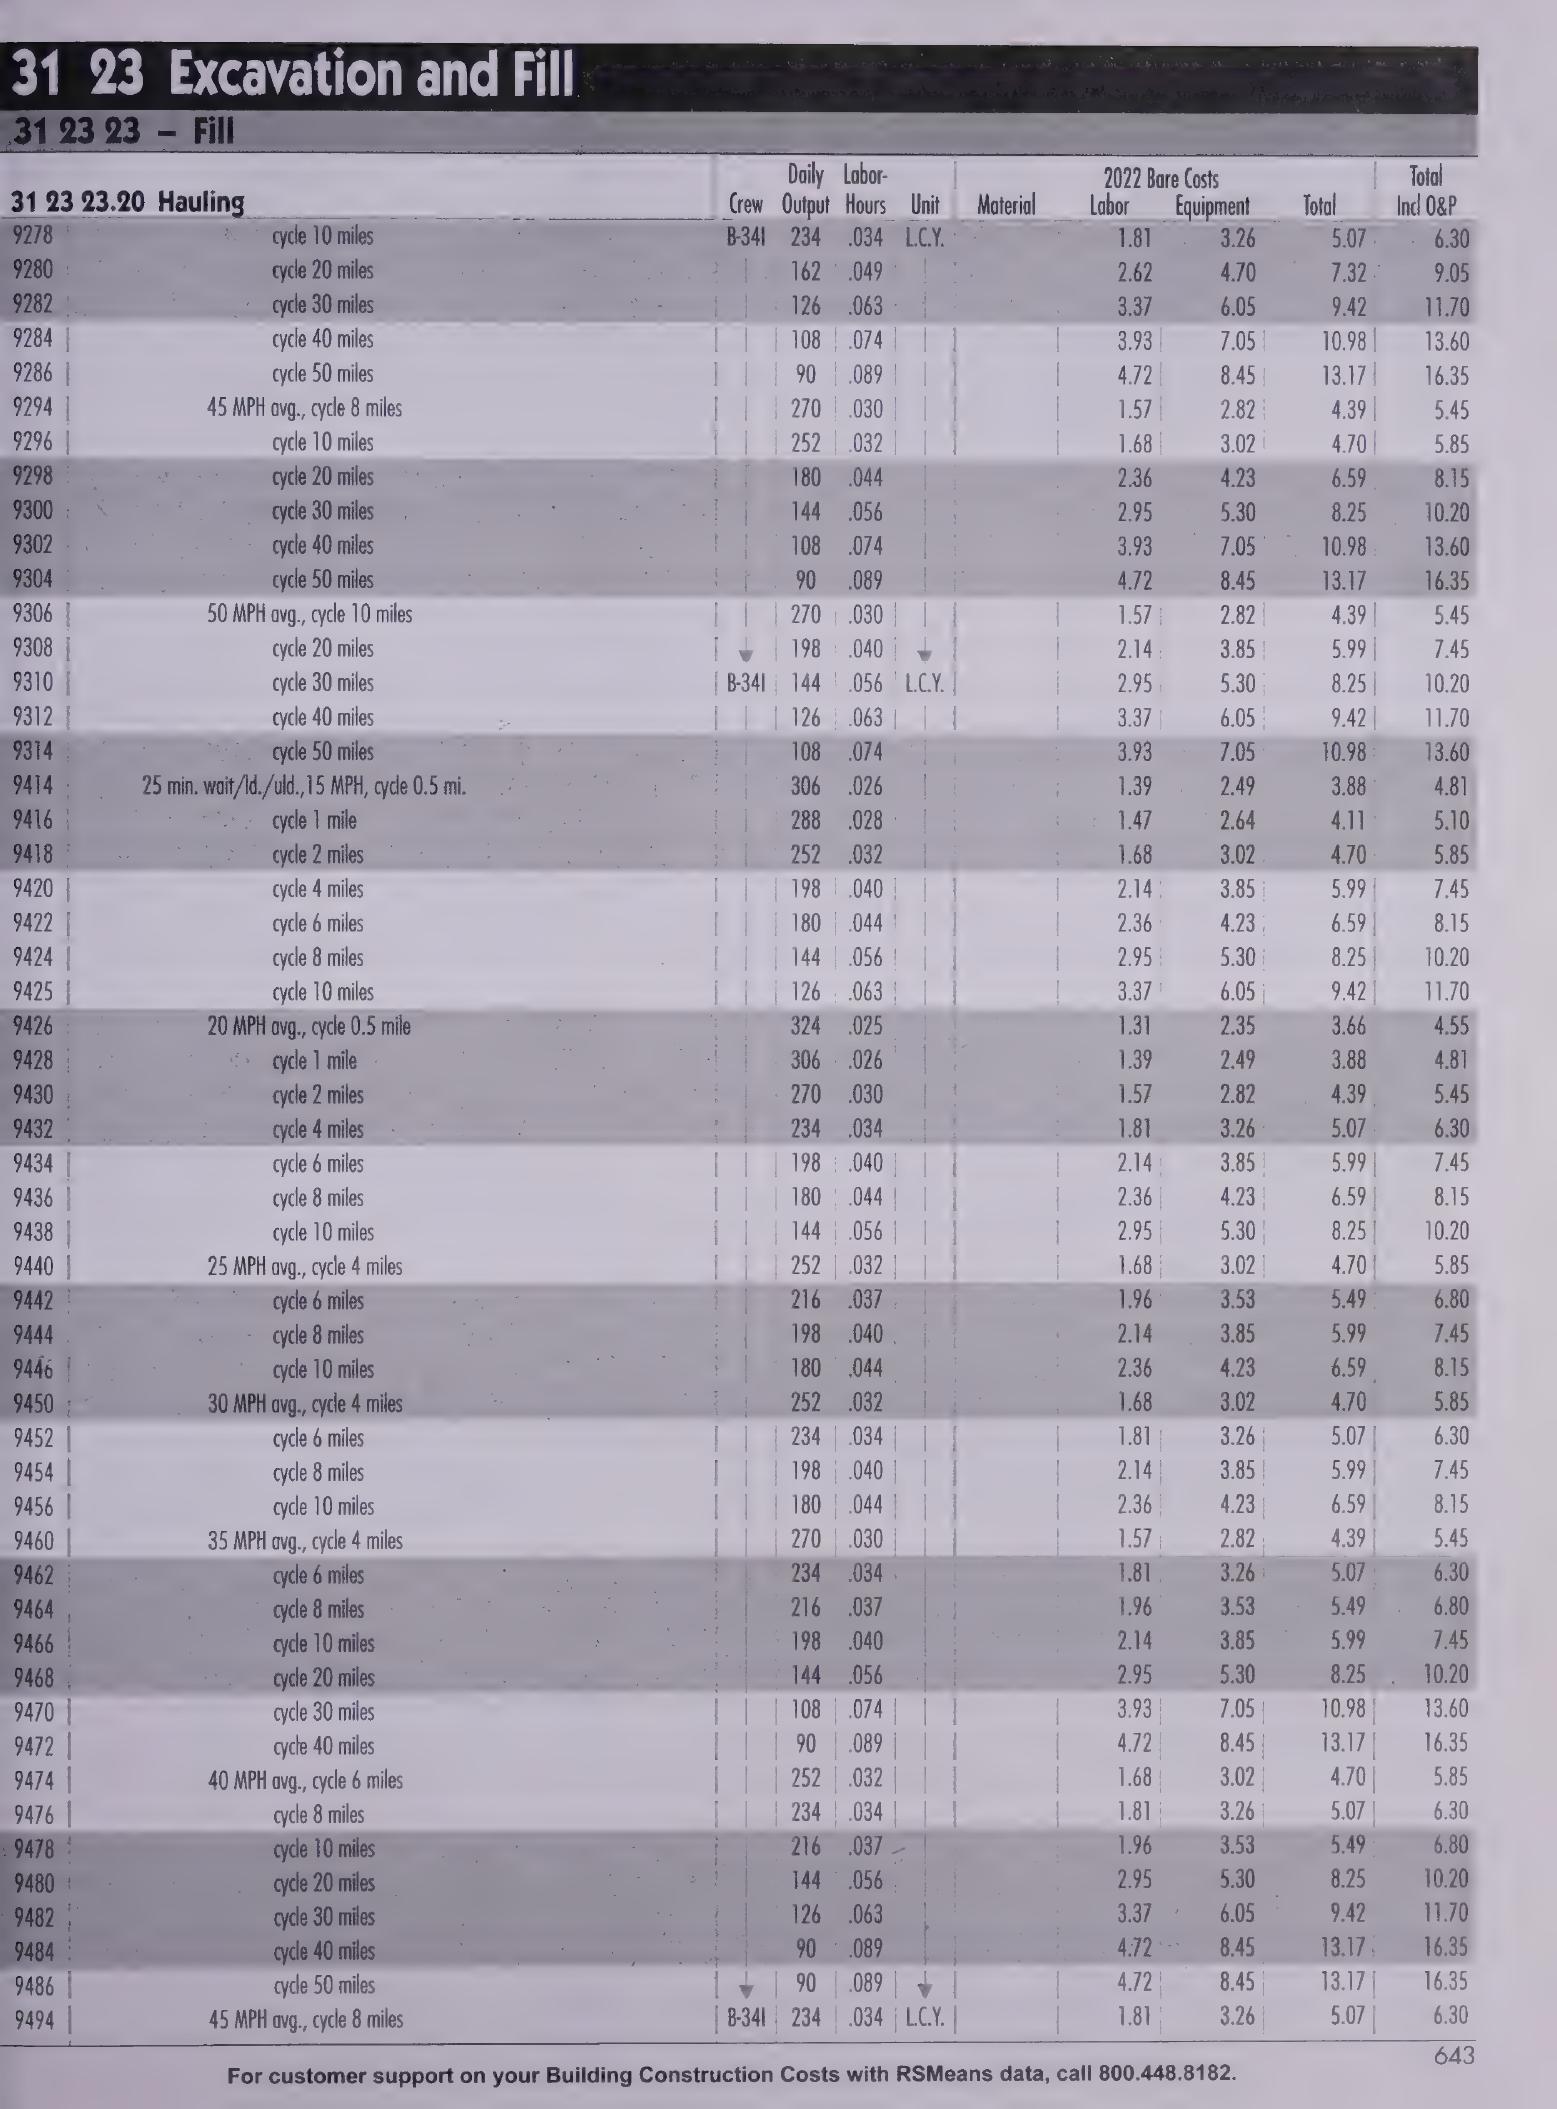 31 23 Excavation and Fill
31 23 23 – Fill
31 23 23.20 Hauling Crew Daily Output Labor-Hours Unit Material 2022 Bare Costs Labor Equipment Total Total Incl O&P
9278 cycle 10 miles B-34I 234 .034 L.C.Y. 1.81 3.26 5.07 6.30
9280 cycle 20 miles 162 .049 2.62 4.70 7.32 9.05
9282 cycle 30 miles 126 .063 3.37 6.05 9.42 11.70
9284 cycle 40 miles 108 .074 3.93 7.05 10.98 13.60
9286 cycle 50 miles 90 .089 4.72 8.45 13.17 16.35
9294 45 MPH avg., cycle 8 miles 270 .030 1.57 2.82 4.39 5.45
9296 cycle 10 miles 252 .032 1.68 3.02 4.70 5.85
9298 cycle 20 miles 180 .044 2.36 4.23 6.59 8.15
9300 cycle 30 miles 144 .056 2.95 5.30 8.25 10.20
9302 cycle 40 miles 108 .074 3.93 7.05 10.98 13.60
9304 cycle 50 miles 90 .089 4.72 8.45 13.17 16.35
9306 50 MPH avg., cycle 10 miles 270 .030 1.57 2.82 4.39 5.45
9308 cycle 20 miles 198 .040 2.14 3.85 5.99 7.45
9310 cycle 30 miles B-34I 144 .056 L.C.Y. 2.95 5.30 8.25 10.20
9312 cycle 40 miles 126 .063 3.37 6.05 9.42 11.70
9314 cycle 50 miles 108 .074 3.93 7.05 10.98 13.60
9414 25 min. wait/ld./uld.,15 MPH, cycle 0.5 mi. 306 .026 1.39 2.49 3.88 4.81
9416 cycle 1 mile 288 .028 1.47 2.64 4.11 5.10
9418 cycle 2 miles 252 .032 1.68 3.02 4.70 5.85
9420 cycle 4 miles 198 .040 2.14 3.85 5.99 7.45
9422 cycle 6 miles 180 .044 2.36 4.23 6.59 8.15
9424 cycle 8 miles 144 .056 2.95 5.30 8.25 10.20
9425 cycle 10 miles 126 .063 3.37 6.05 9.42 11.70
9426 20 MPH avg., cycle 0.5 mile 324 .025 1.31 2.35 3.66 4.55
9428 cycle 1 mile 306 .026 1.39 2.49 3.88 4.81
9430 cycle 2 miles 270 .030 1.57 2.82 4.39 5.45
9432 cycle 4 miles 234 .034 1.81 3.26 5.07 6.30
9434 cycle 6 miles 198 .040 2.14 3.85 5.99 7.45
9436 cycle 8 miles 180 .044 2.36 4.23 6.59 8.15
9438 cycle 10 miles 144 .056 2.95 5.30 8.25 10.20
9440 25 MPH avg., cycle 4 miles 252 .032 1.68 3.02 4.70 5.85
9442 cycle 6 miles 216 .037 1.96 3.53 5.49 6.80
9444 cycle 8 miles 198 .040 2.14 3.85 5.99 7.45
9446 cycle 10 miles 180 .044 2.36 4.23 6.59 8.15
9450 30 MPH avg., cycle 4 miles 252 .032 1.68 3.02 4.70 5.85
9452 cycle 6 miles 234 .034 1.81 3.26 5.07 6.30
9454 cycle 8 miles 198 .040 2.14 3.85 5.99 7.45
9456 cycle 10 miles 180 .044 2.36 4.23 6.59 8.15
9460 35 MPH avg., cycle 4 miles 270 .030 1.57 2.82 4.39 5.45
9462 cycle 6 miles 234 .034 1.81 3.26 5.07 6.30
9464 cycle 8 miles 216 .037 1.96 3.53 5.49 6.80
9466 cycle 10 miles 198 .040 2.14 3.85 5.99 7.45
9468 cycle 20 miles 144 .056 2.95 5.30 8.25 10.20
9470 cycle 30 miles 108 .074 3.93 7.05 10.98 13.60
9472 cycle 40 miles 90 .089 4.72 8.45 13.17 16.35
9474 40 MPH avg., cycle 6 miles 252 .032 1.68 3.02 4.70 5.85
9476 cycle 8 miles 234 .034 1.81 3.26 5.07 6.30
9478 cycle 10 miles 216 .037 1.96 3.53 5.49 6.80
9480 cycle 20 miles 144 .056 2.95 5.30 8.25 10.20
9482 cycle 30 miles 126 .063 3.37 6.05 9.42 11.70
9484 cycle 40 miles 90 .089 4.72 8.45 13.17 16.35
9486 cycle 50 miles 90 .089 4.72 8.45 13.17 16.35
9494 45 MPH avg., cycle 8 miles B-34I 234 .034 L.C.Y. 1.81 3.26 5.07 6.30
For customer support on your Building Construction Costs with RSMeans data, call 800.448.8182.
643